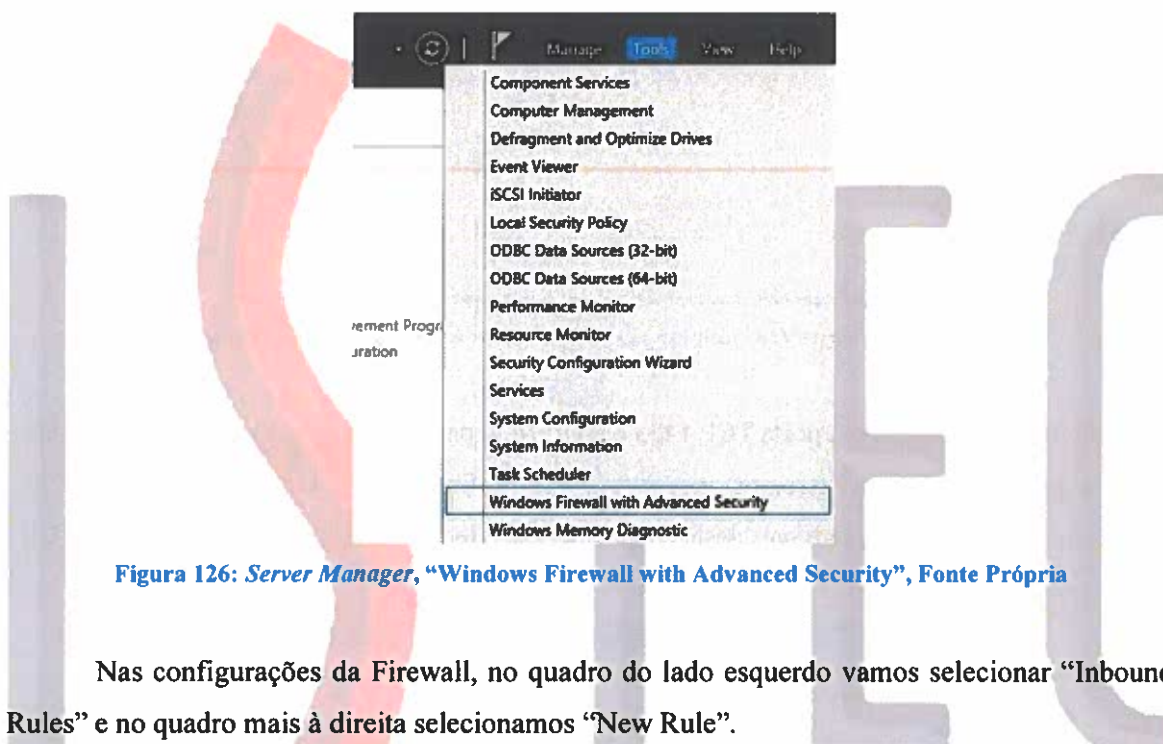 Manage Tools View Help
Component Services
Computer Management
Defragment and Optimize Drives
Event Viewer
iSCSI Initiator
Local Security Policy
ODBC Data Sources (32-bit)
ODBC Data Sources (64-bit)
Performance Monitor
vement Progr
Resource Monitor
uration
Security Configuration Wizard
Services
System Configuration
System Information
Task Scheduler
Windows Firewall with Advanced Security
Windows Memory Diagnostic
Figura 126: Server Manager, “Windows Firewall with Advanced Security”, Fonte Própria
Nas configurações da Firewall, no quadro do lado esquerdo vamos selecionar “Inbound
Rules” e no quadro mais à direita selecionamos “New Rule”.